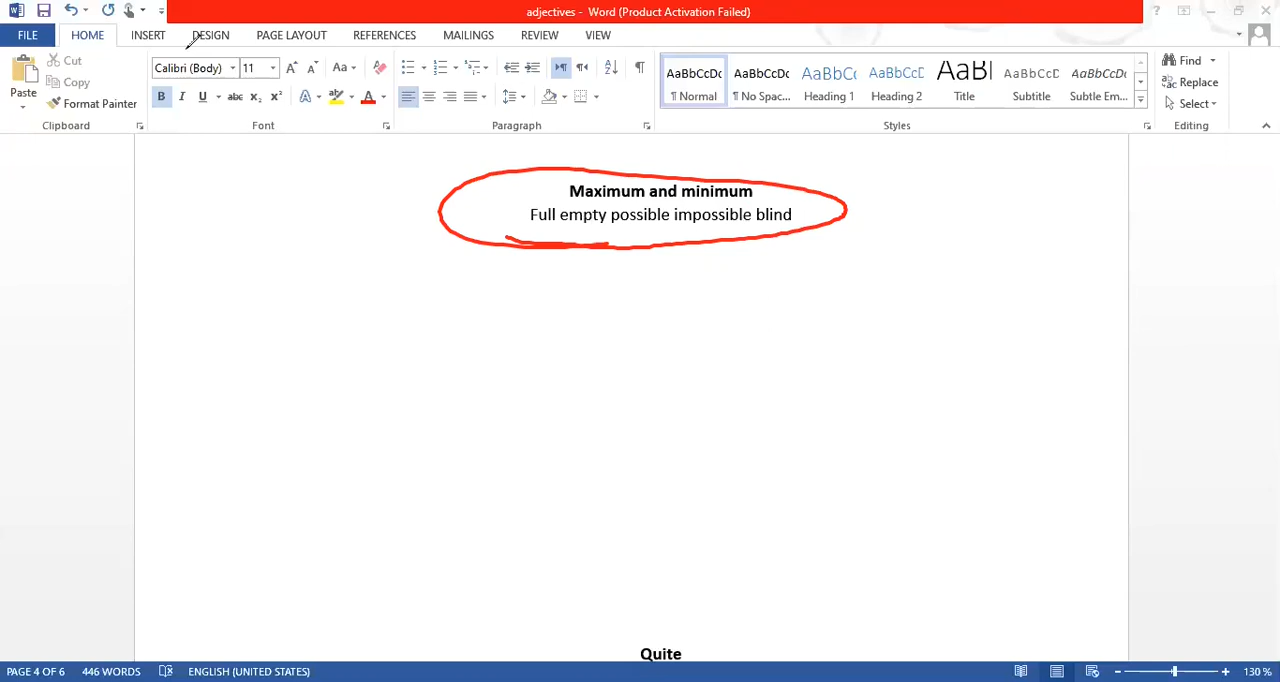 adjectives - Word (Product Activation Failed)
?
FILE HOME INSERT DESIGN PAGE LAYOUT REFERENCES MAILINGS REVIEW VIEW
Paste
Cut
Copy
Format Painter
Clipboard
Calibri (Body) 11
Aa
B I U abc X₂ X² A A
Font
Paragraph
AaBbCcDc AaBbCcDc AaBbCc AaBbCcD AaB AaBbCcD AaBbCcDc
¶ Normal ¶ No Spac... Heading 1 Heading 2 Title Subtitle Subtle Em...
Styles
Find
Replace
Select
Editing
Maximum and minimum
Full empty possible impossible blind
Quite
PAGE 4 OF 6 446 WORDS ENGLISH (UNITED STATES) 130 %